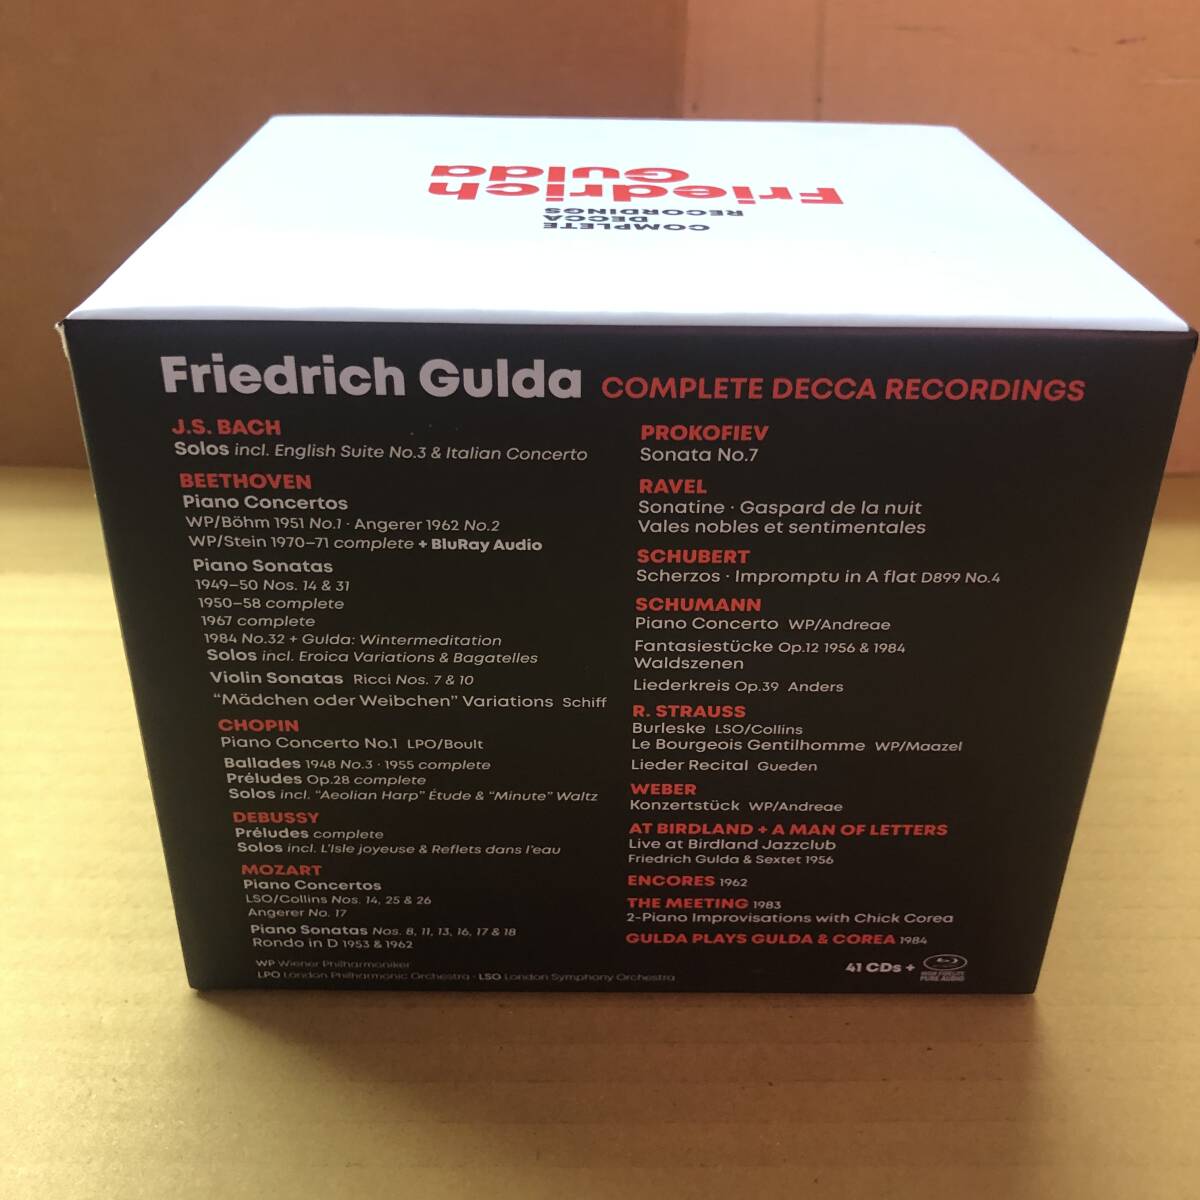 Friedrich
Gulda
COMPLETE
DECCA
RECORDINGS
Friedrich Gulda COMPLETE DECCA RECORDINGS
J.S. BACH
Solos incl. English Suite No.3 & Italian Concerto
BEETHOVEN
Piano Concertos
WP/Böhm 1951 No.1 · Angerer 1962 No.2
WP/Stein 1970–71 complete + BluRay Audio
Piano Sonatas
1949–50 Nos. 14 & 31
1950–58 complete
1967 complete
1984 No.32 + Gulda: Wintermeditation
Solos incl. Eroica Variations & Bagatelles
Violin Sonatas Ricci Nos. 7 & 10
“Mädchen oder Weibchen” Variations Schiff
CHOPIN
Piano Concerto No.1 LPO/Boult
Ballades 1948 No.3 · 1955 complete
Préludes Op.28 complete
Solos incl. “Aeolian Harp” Étude & “Minute” Waltz
DEBUSSY
Préludes complete
Solos incl. L'Isle joyeuse & Reflets dans l'eau
MOZART
Piano Concertos
LSO/Collins Nos. 14, 25 & 26
Angerer No. 17
Piano Sonatas Nos. 8, 11, 13, 16, 17 & 18
Rondo in D 1953 & 1962
WP Wiener Philharmoniker
LPO London Philharmonic Orchestra · LSO London Symphony Orchestra
PROKOFIEV
Sonata No.7
RAVEL
Sonatine · Gaspard de la nuit
Vales nobles et sentimentales
SCHUBERT
Scherzos · Impromptu in A flat D899 No.4
SCHUMANN
Piano Concerto WP/Andreae
Fantasiestücke Op.12 1956 & 1984
Waldszenen
Liederkreis Op.39 Anders
R. STRAUSS
Burleske LSO/Collins
Le Bourgeois Gentilhomme WP/Maazel
Lieder Recital Gueden
WEBER
Konzertstück WP/Andreae
AT BIRDLAND + A MAN OF LETTERS
Live at Birdland Jazzclub
Friedrich Gulda & Sextet 1956
ENCORES 1962
THE MEETING 1983
2-Piano Improvisations with Chick Corea
GULDA PLAYS GULDA & COREA 1984
41 CDs +
HIGH FIDELITY
PURE AUDIO